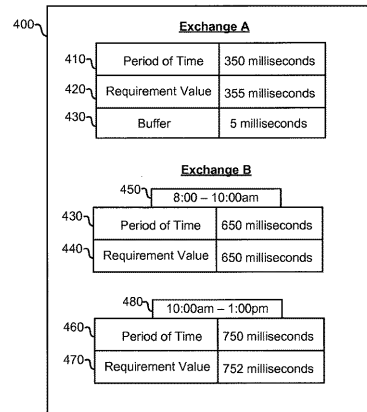 400
Exchange A
410 Period of Time 350 milliseconds
420 Requirement Value 355 milliseconds
430 Buffer 5 milliseconds
Exchange B
450 8:00 – 10:00am
430 Period of Time 650 milliseconds
440 Requirement Value 650 milliseconds
480 10:00am – 1:00pm
460 Period of Time 750 milliseconds
470 Requirement Value 752 milliseconds